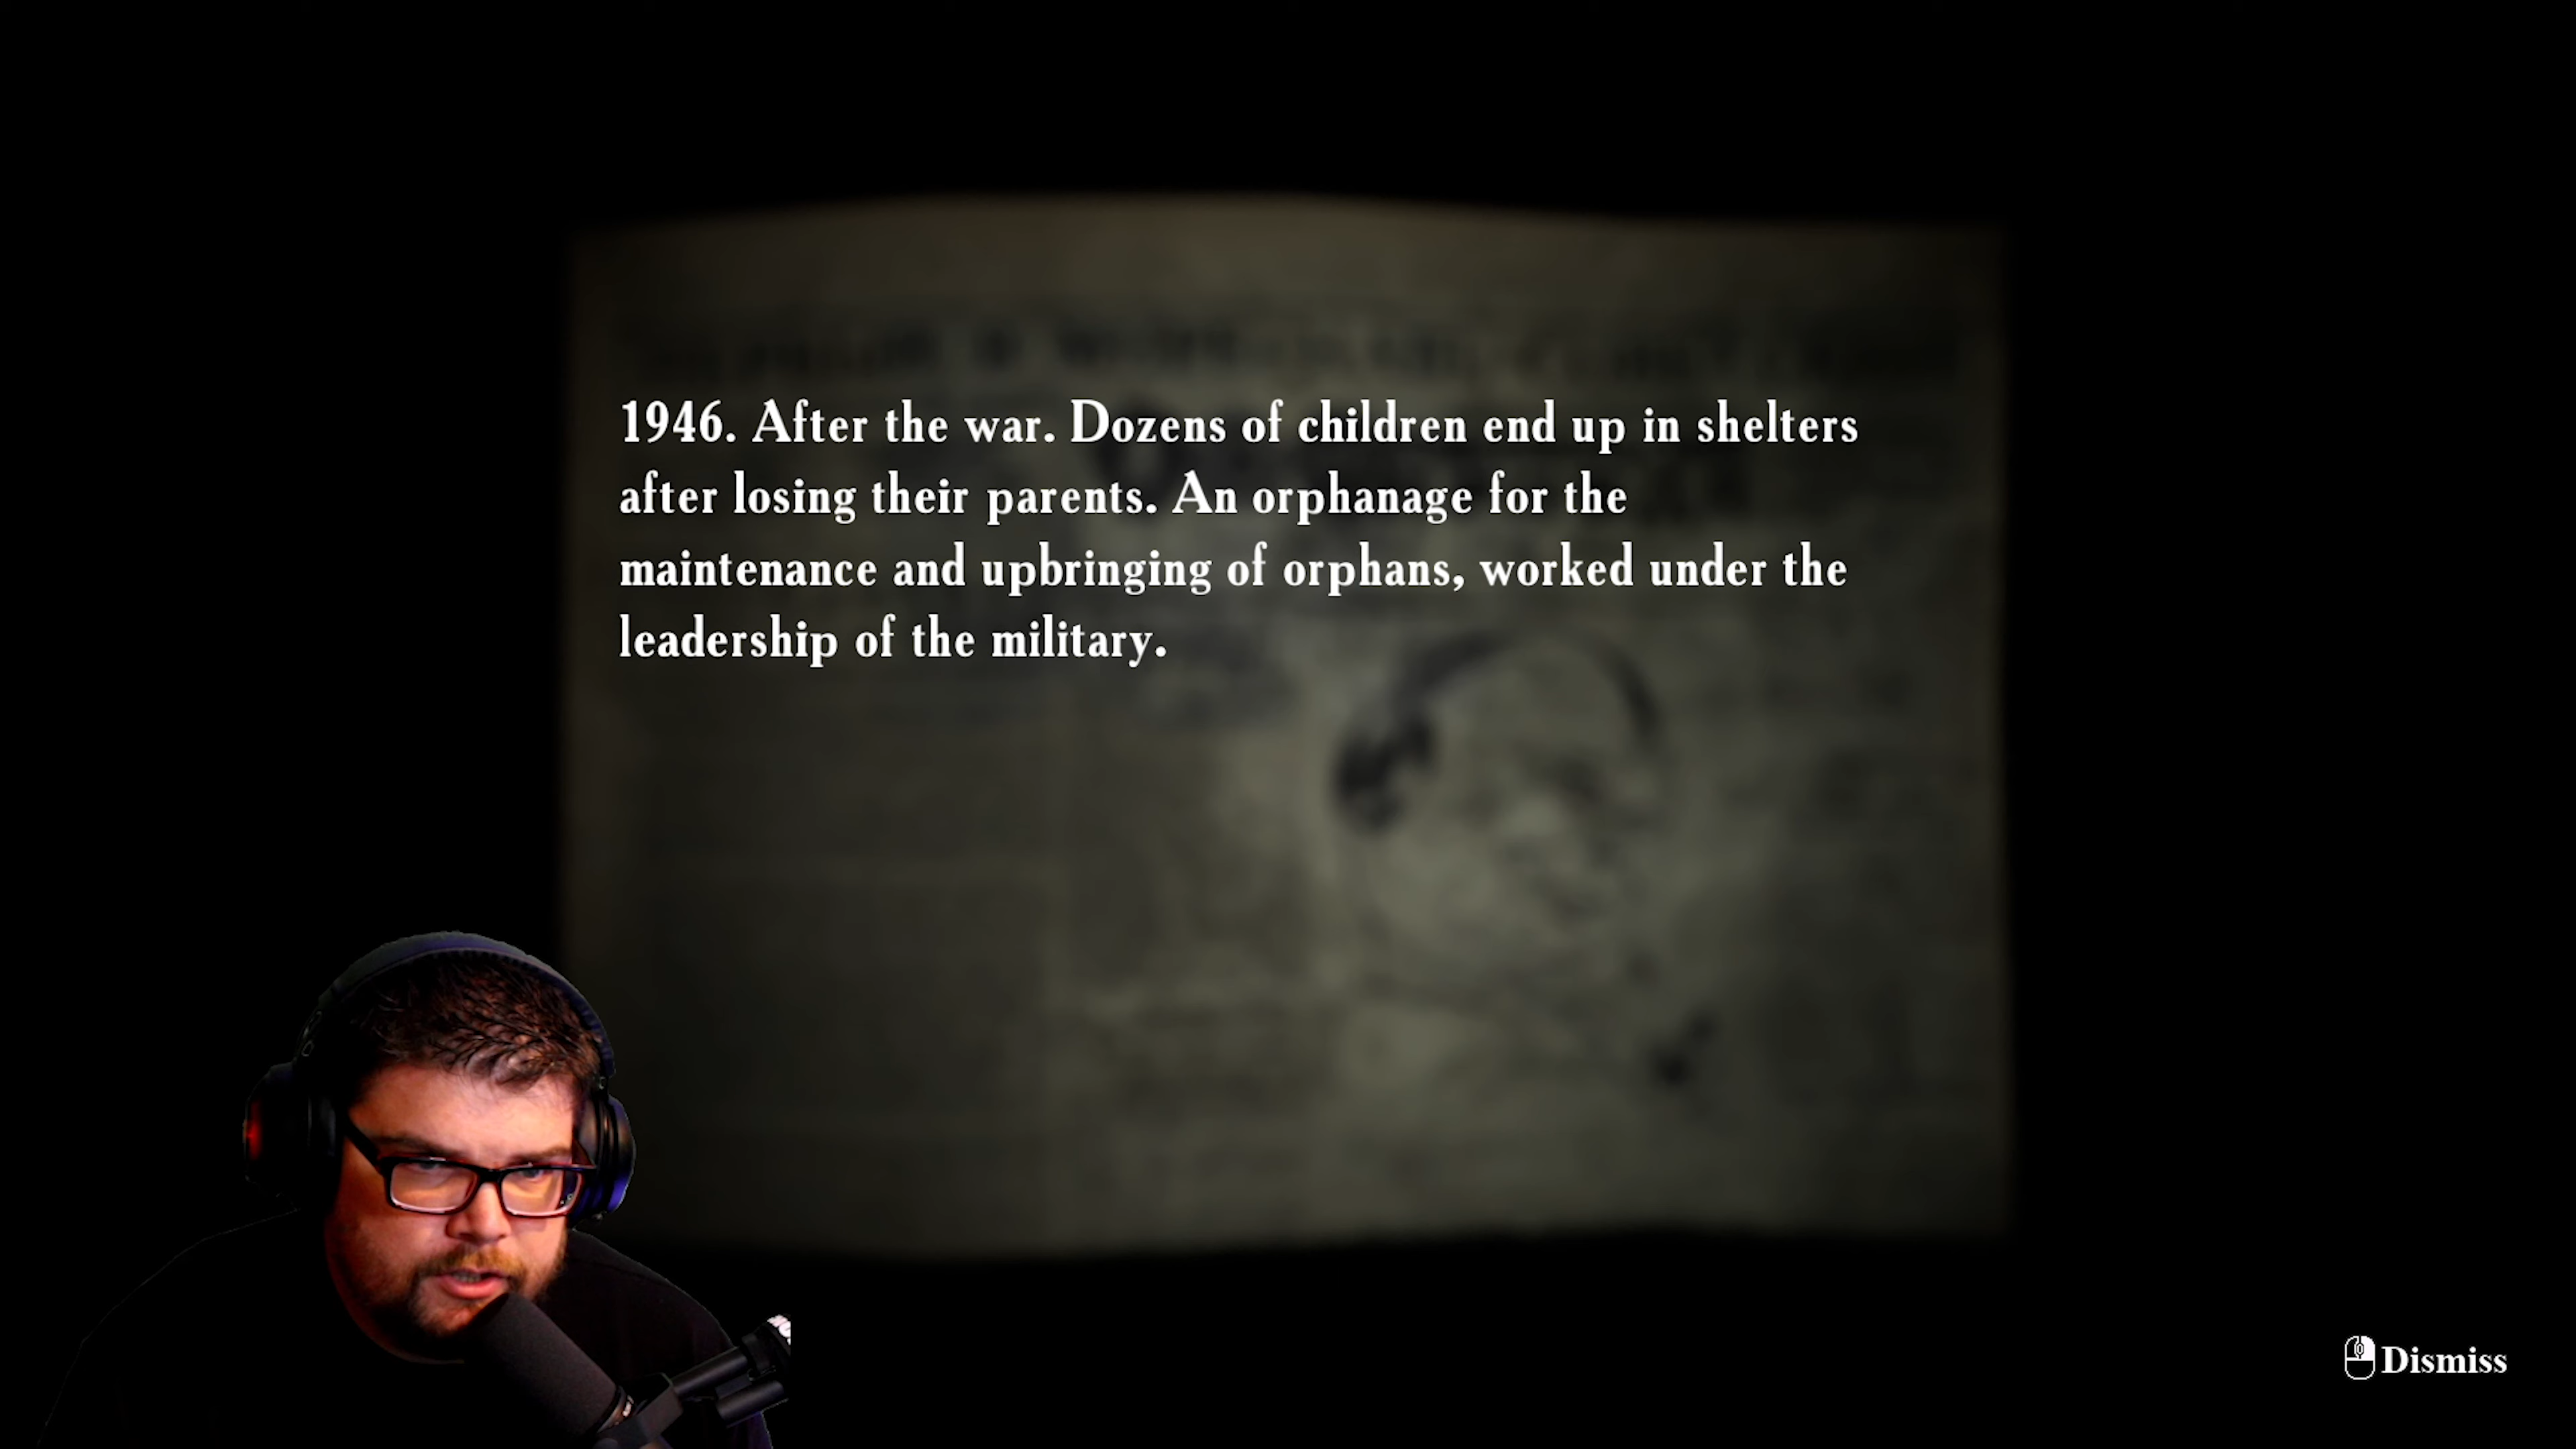 1946. After the war. Dozens of children end up in shelters
after losing their parents. An orphanage for the
maintenance and upbringing of orphans, worked under the
leadership of the military.
Dismiss